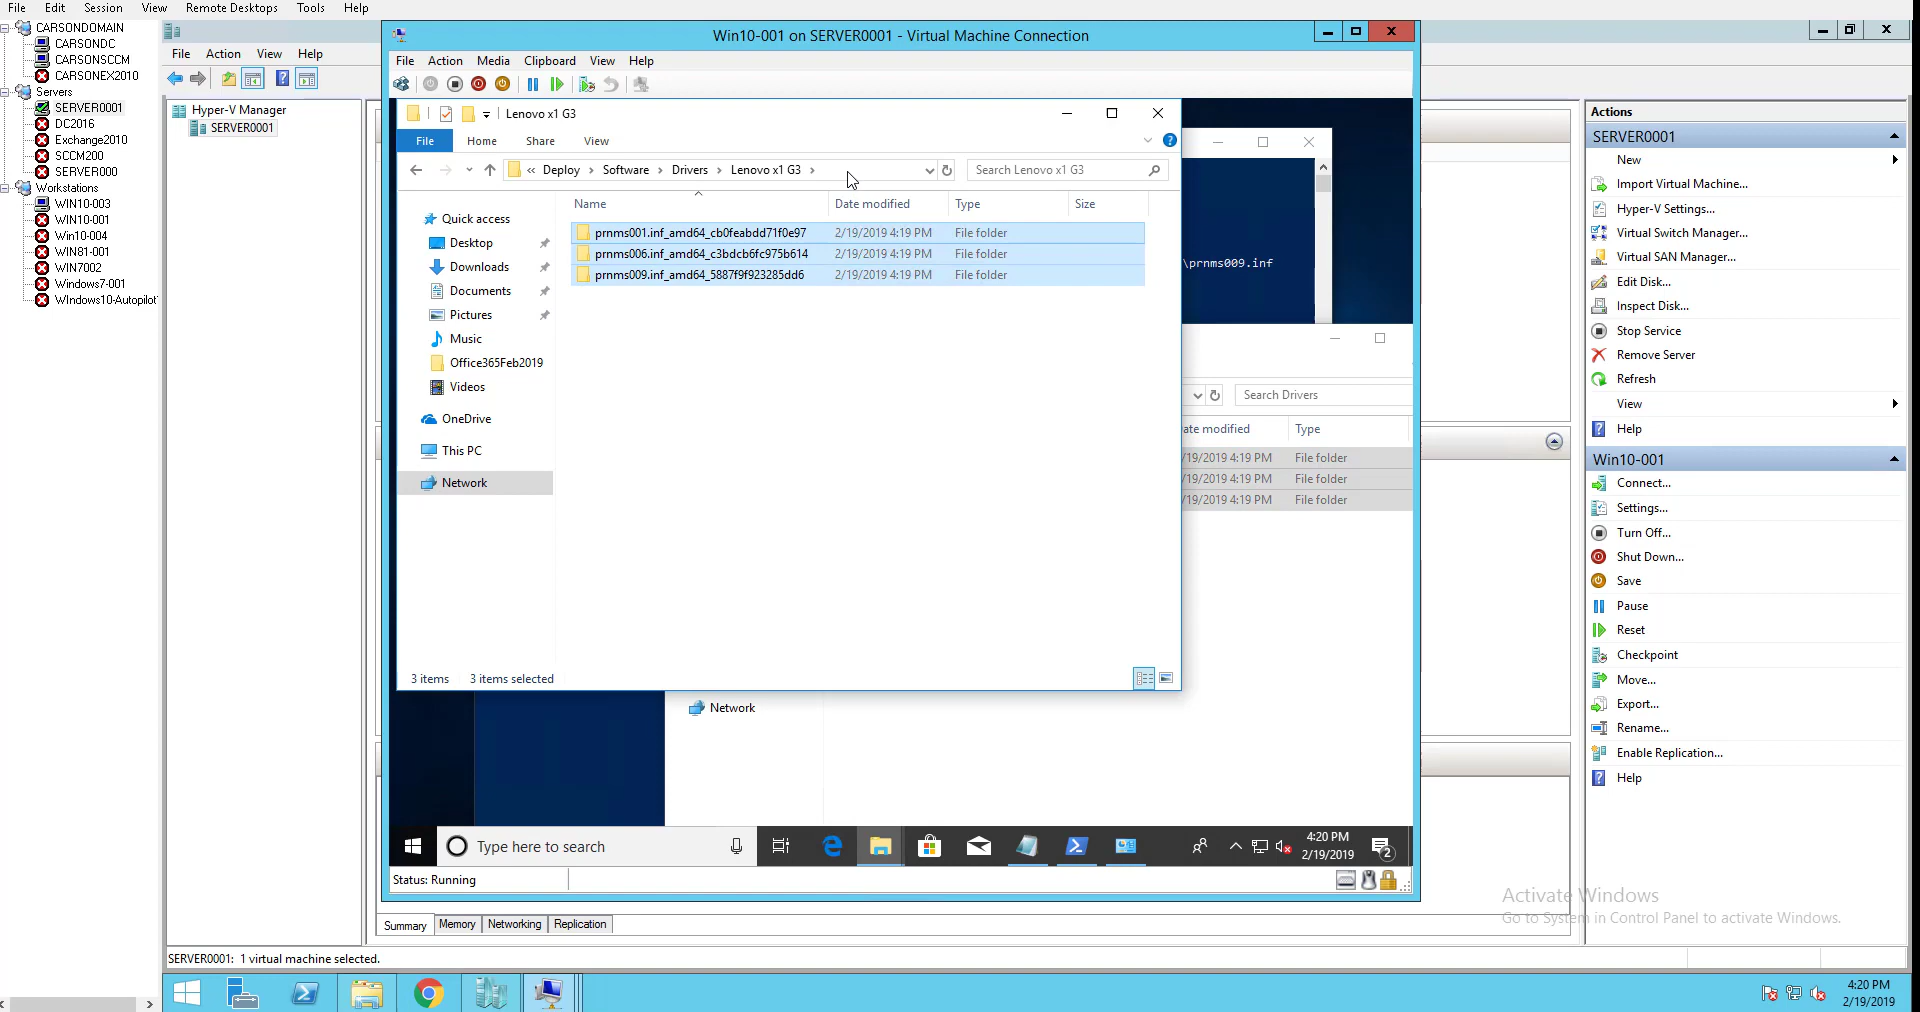 File Edit Session View Remote Desktops Tools Help
CARSONDOMAIN
CARSONDC
CARSONSCCM
CARSONEX2010
Servers
SERVER0001
DC2016
Exchange2010
SCCM200
SERVER000
Workstations
WIN10-003
WIN10-001
Win10-004
WIN81-001
WIN7002
Windows7-001
WIndows10-Autopilot
File Action View Help
Hyper-V Manager
SERVER0001
Win10-001 on SERVER0001 - Virtual Machine Connection
File Action Media Clipboard View Help
Lenovo x1 G3
File Home Share View
« Deploy > Software > Drivers > Lenovo x1 G3 >
Search Lenovo x1 G3
Name Date modified Type Size
prnms001.inf_amd64_cb0feabdd71f0e97 2/19/2019 4:19 PM File folder
prnms006.inf_amd64_c3bdcb6fc975b614 2/19/2019 4:19 PM File folder
prnms009.inf_amd64_5887f9f923285dd6 2/19/2019 4:19 PM File folder
Quick access
Desktop
Downloads
Documents
Pictures
Music
Office365Feb2019
Videos
OneDrive
This PC
Network
3 items 3 items selected
\prnms009.inf
Search Drivers
ate modified Type
/19/2019 4:19 PM File folder
/19/2019 4:19 PM File folder
/19/2019 4:19 PM File folder
Network
Type here to search
4:20 PM
2/19/2019
2
Status: Running
Summary Memory Networking Replication
SERVER0001: 1 virtual machine selected.
Actions
SERVER0001
New
Import Virtual Machine...
Hyper-V Settings...
Virtual Switch Manager...
Virtual SAN Manager...
Edit Disk...
Inspect Disk...
Stop Service
Remove Server
Refresh
View
Help
Win10-001
Connect...
Settings...
Turn Off...
Shut Down...
Save
Pause
Reset
Checkpoint
Move...
Export...
Rename...
Enable Replication...
Help
Activate Windows
Go to System in Control Panel to activate Windows.
4:20 PM
2/19/2019